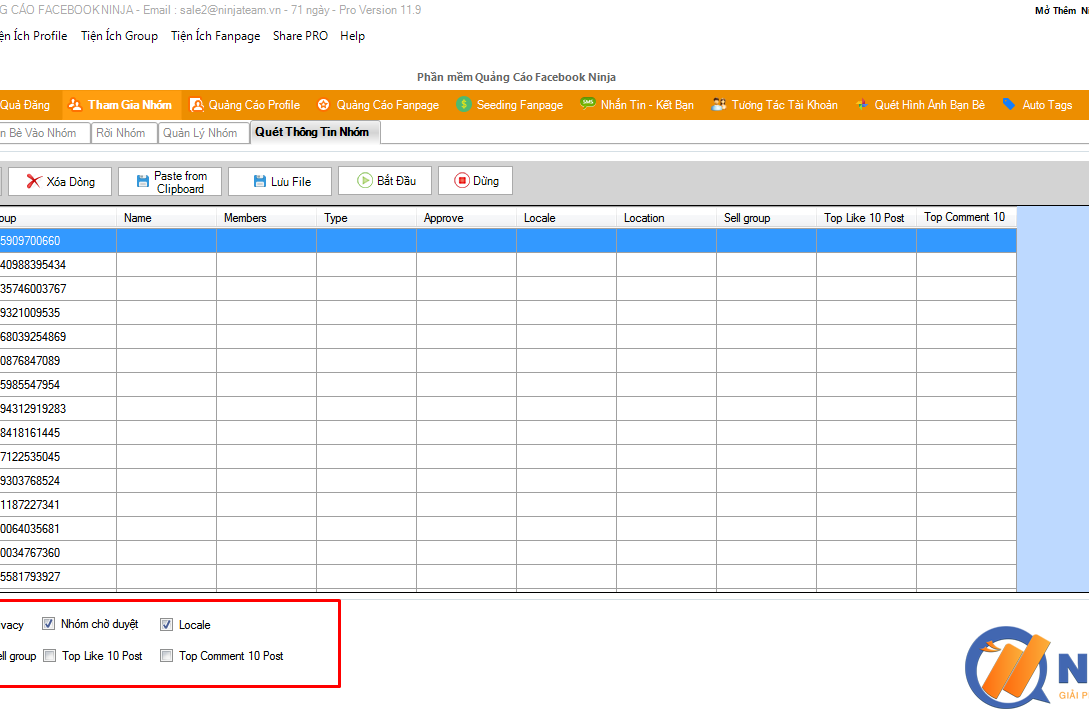 G CÁO FACEBOOK NINJA - Email : sale2@ninjateam.vn - 71 ngày - Pro Version 11.9
Mở Thêm Ni
ện Ích Profile Tiện Ích Group Tiện Ích Fanpage Share PRO Help
Phần mềm Quảng Cáo Facebook Ninja
Quả Đăng Tham Gia Nhóm Quảng Cáo Profile Quảng Cáo Fanpage Seeding Fanpage Nhắn Tin - Kết Bạn Tương Tác Tài Khoản Quét Hình Ảnh Bạn Bè Auto Tags
n Bè Vào Nhóm Rời Nhóm Quản Lý Nhóm Quét Thông Tin Nhóm
Xóa Dòng Paste from Clipboard Lưu File Bắt Đầu Dừng
oup Name Members Type Approve Locale Location Sell group Top Like 10 Post Top Comment 10
5909700660
40988395434
35746003767
9321009535
68039254869
0876847089
5985547954
94312919283
8418161445
7122535045
9303768524
1187227341
0064035681
0034767360
5581793927
vacy Nhóm chờ duyệt Locale
ell group Top Like 10 Post Top Comment 10 Post
N
GIẢI P